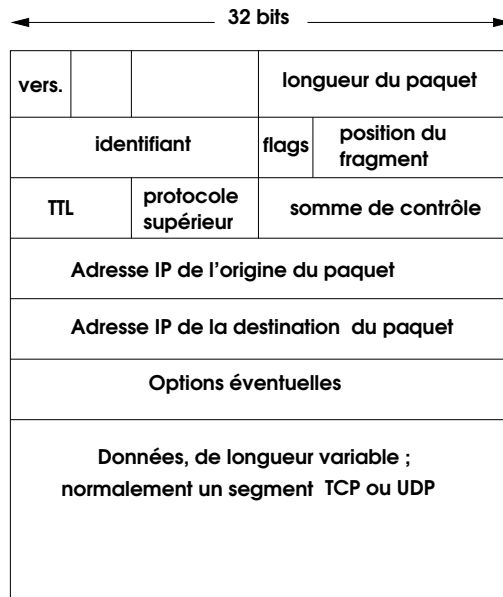 32 bits
vers.
longueur du paquet
identifiant
flags
position du
fragment
TTL
protocole
supérieur
somme de contrôle
Adresse IP de l'origine du paquet
Adresse IP de la destination du paquet
Options éventuelles
Données, de longueur variable ;
normalement un segment TCP ou UDP